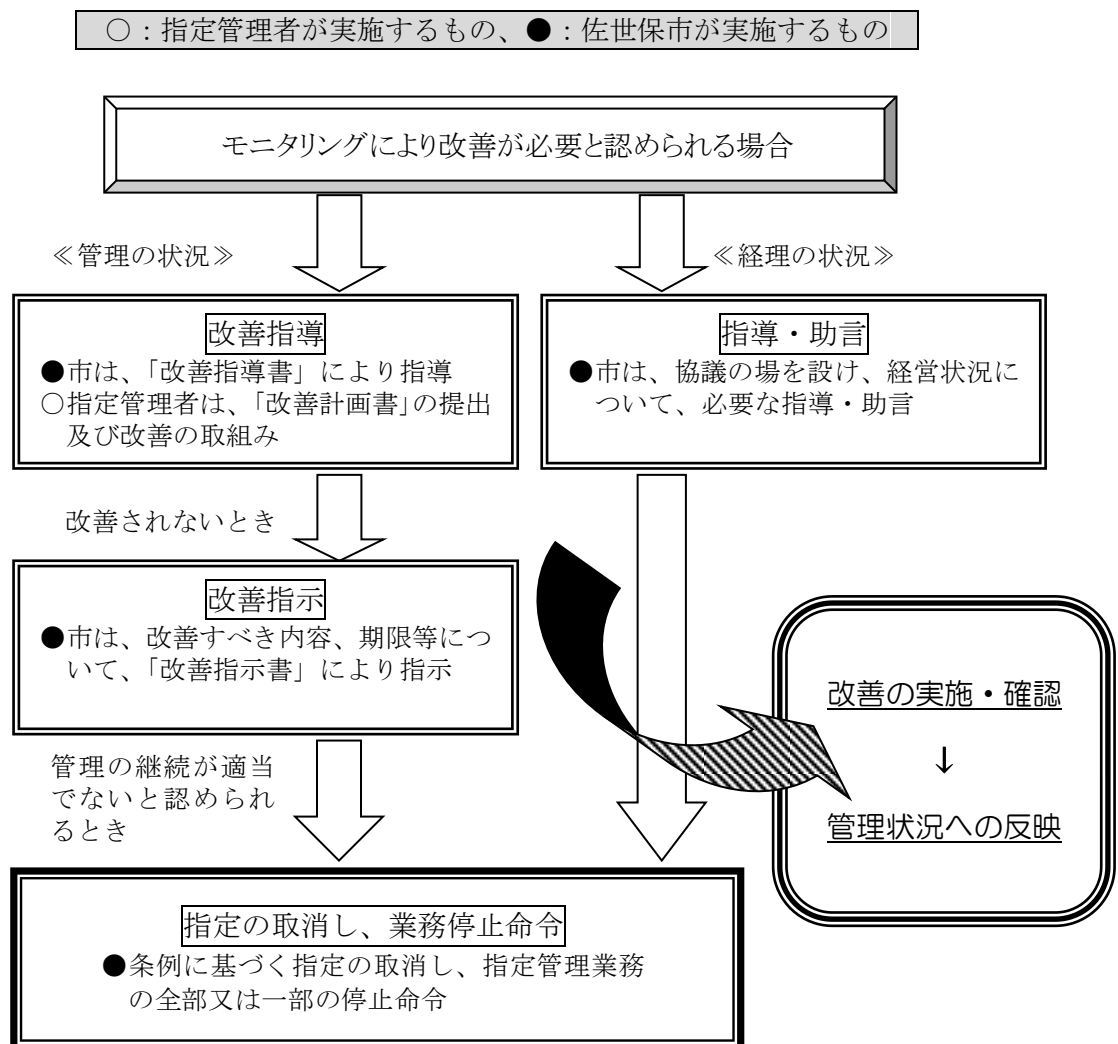 ○：指定管理者が実施するもの、●：佐世保市が実施するもの
モニタリングにより改善が必要と認められる場合
≪管理の状況≫
≪経理の状況≫
改善指導
●市は、「改善指導書」により指導
○指定管理者は、「改善計画書」の提出
及び改善の取組み
指導・助言
●市は、協議の場を設け、経営状況に
ついて、必要な指導・助言
改善されないとき
改善指示
●市は、改善すべき内容、期限等につ
いて、「改善指示書」により指示
改善の実施・確認
↓
管理状況への反映
管理の継続が適当
でないと認められ
るとき
指定の取消し、業務停止命令
●条例に基づく指定の取消し、指定管理業務
の全部又は一部の停止命令